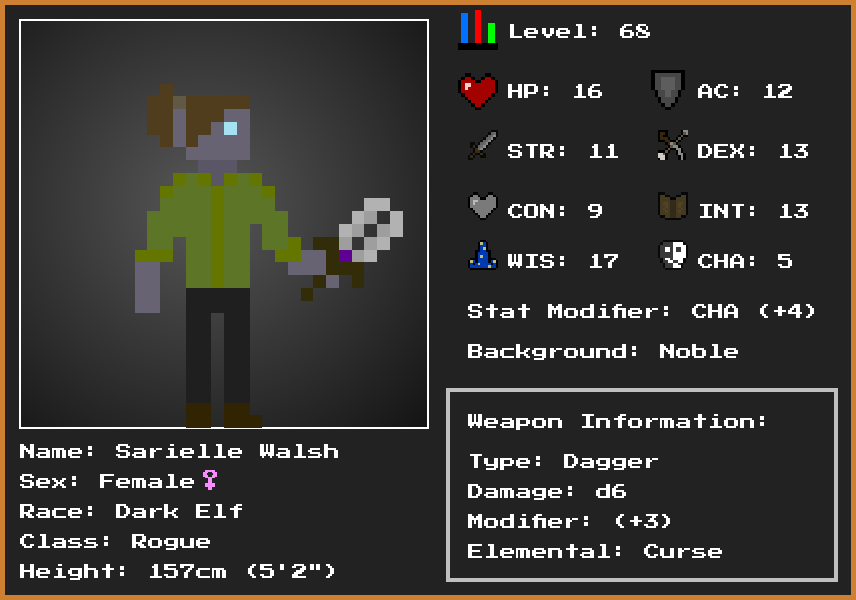 Level: 68
HP: 16 AC: 12
STR: 11 DEX: 13
CON: 9 INT: 13
WIS: 17 CHA: 5
Stat Modifier: CHA (+4)
Background: Noble
Weapon Information:
Type: Dagger
Damage: d6
Modifier: (+3)
Elemental: Curse
Name: Sarielle Walsh
Sex: Female♀
Race: Dark Elf
Class: Rogue
Height: 157cm (5'2")